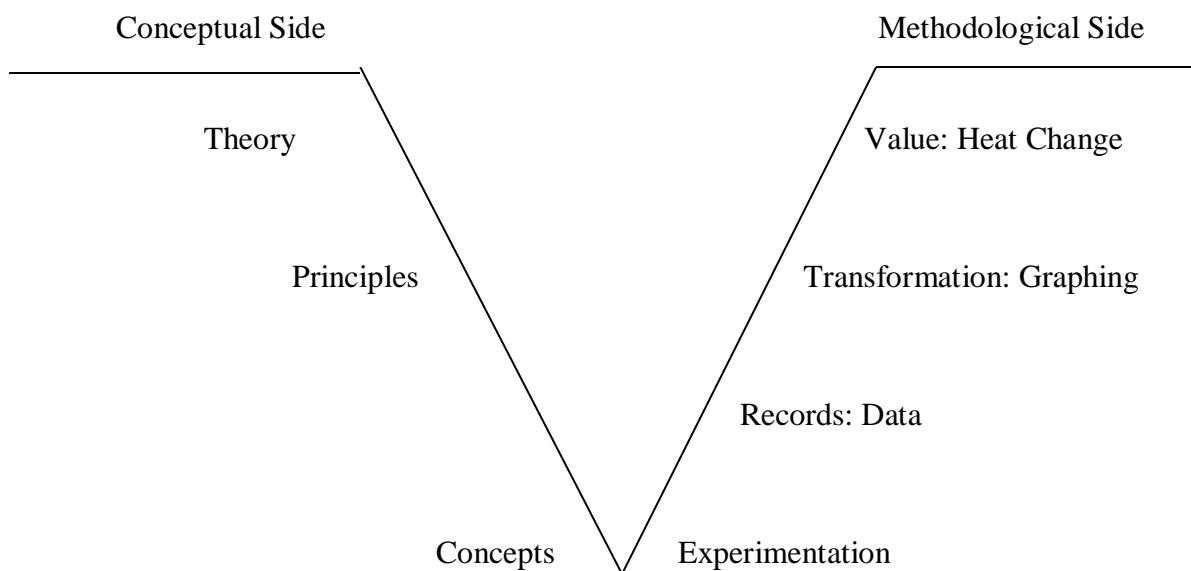 Conceptual Side
Methodological Side
Theory
Value: Heat Change
Principles
Transformation: Graphing
Records: Data
Concepts
Experimentation